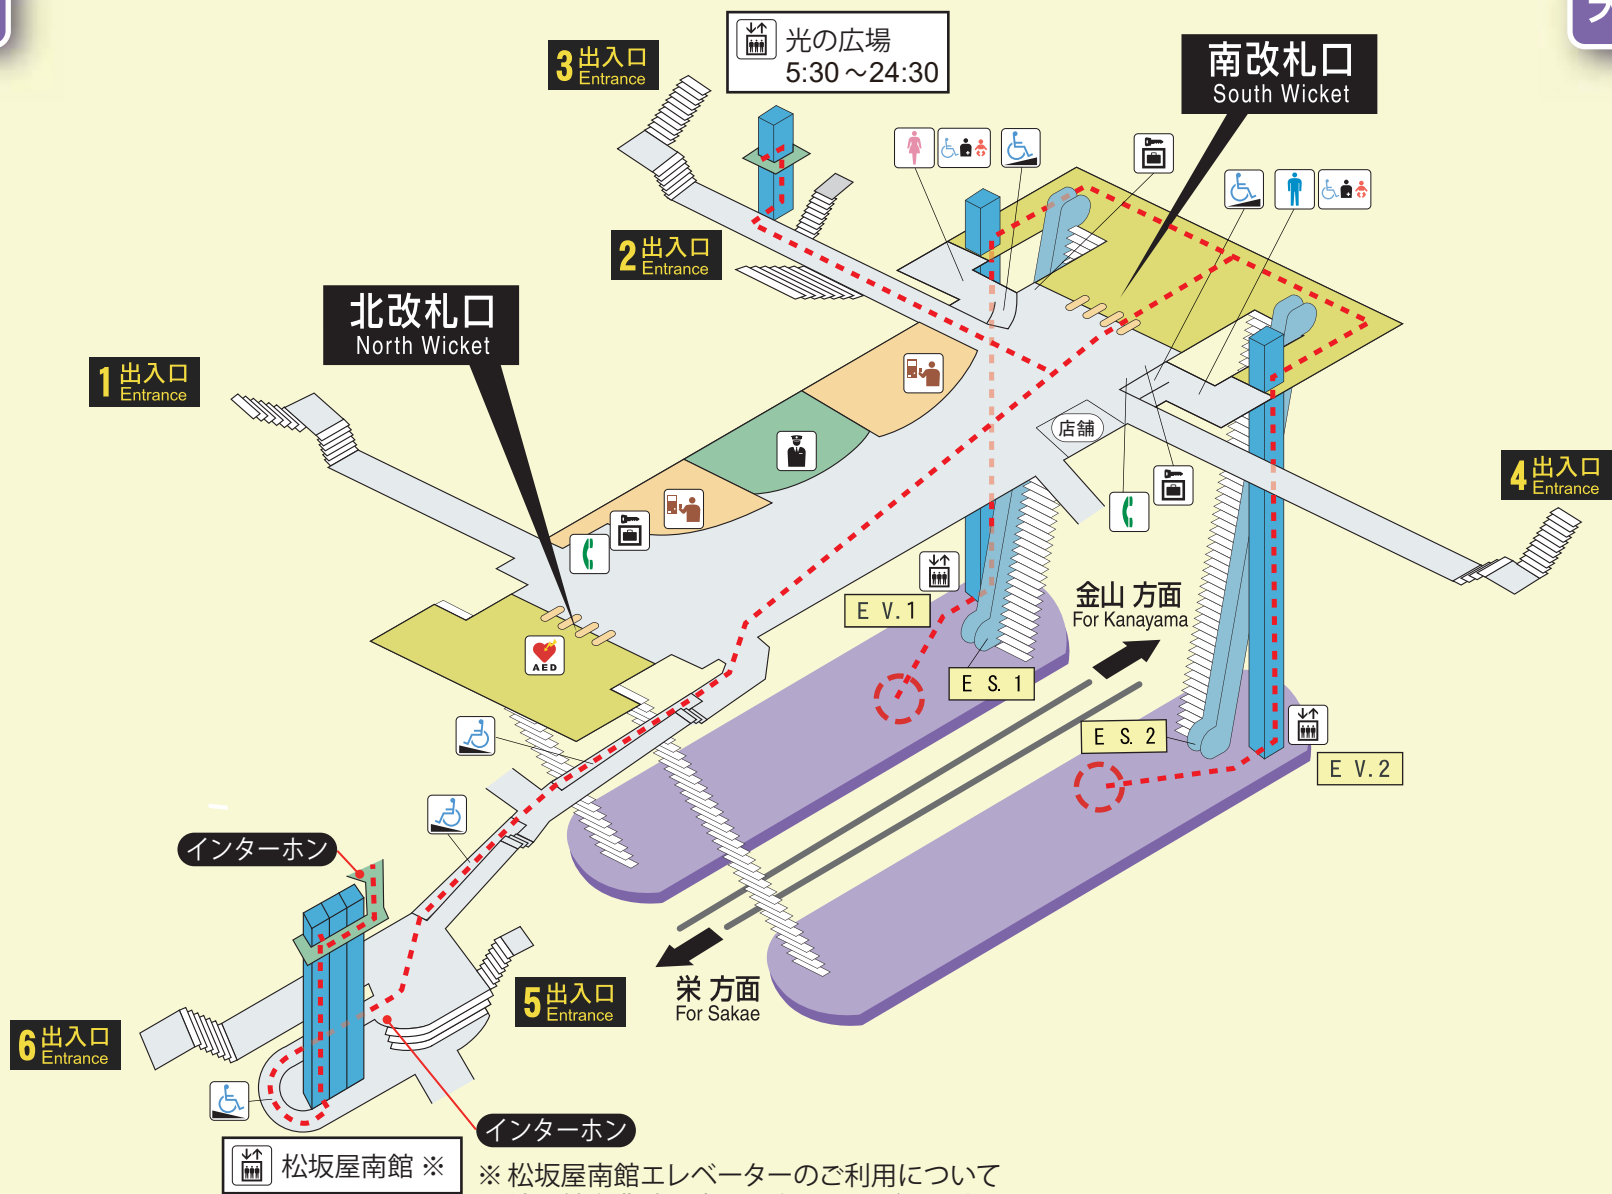 3 出入口
Entrance
光の広場
5:30～24:30
南改札口
South Wicket
2 出入口
Entrance
北改札口
North Wicket
1 出入口
Entrance
店舗
4 出入口
Entrance
AED
E V. 1
金山 方面
For Kanayama
E S. 1
E S. 2
E V. 2
インターホン
栄 方面
For Sakae
5 出入口
Entrance
6 出入口
Entrance
インターホン
松坂屋南館 ※
※ 松坂屋南館エレベーターのご利用について